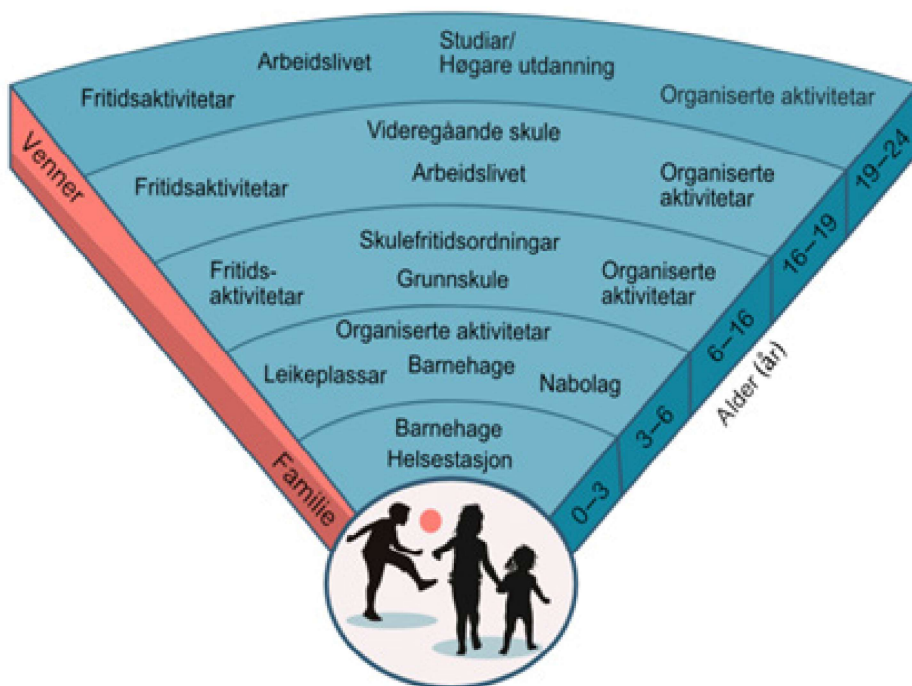 Studiar/
Arbeidslivet
Høgare utdanning
Fritidsaktivitetar
Organiserte aktivitetar
Videregåande skule
Fritidsaktivitetar
Arbeidslivet
Organiserte
aktivitetar
Skulefritidsordningar
Fritids-
aktivitetar
Grunnskule
Organiserte
aktivitetar
Organiserte aktivitetar
Leikeplassar
Barnehage
Nabolag
Barnehage
Helsestasjon
Venner
Familie
19–24
16–19
6–16
3–6
0–3
Alder (år)